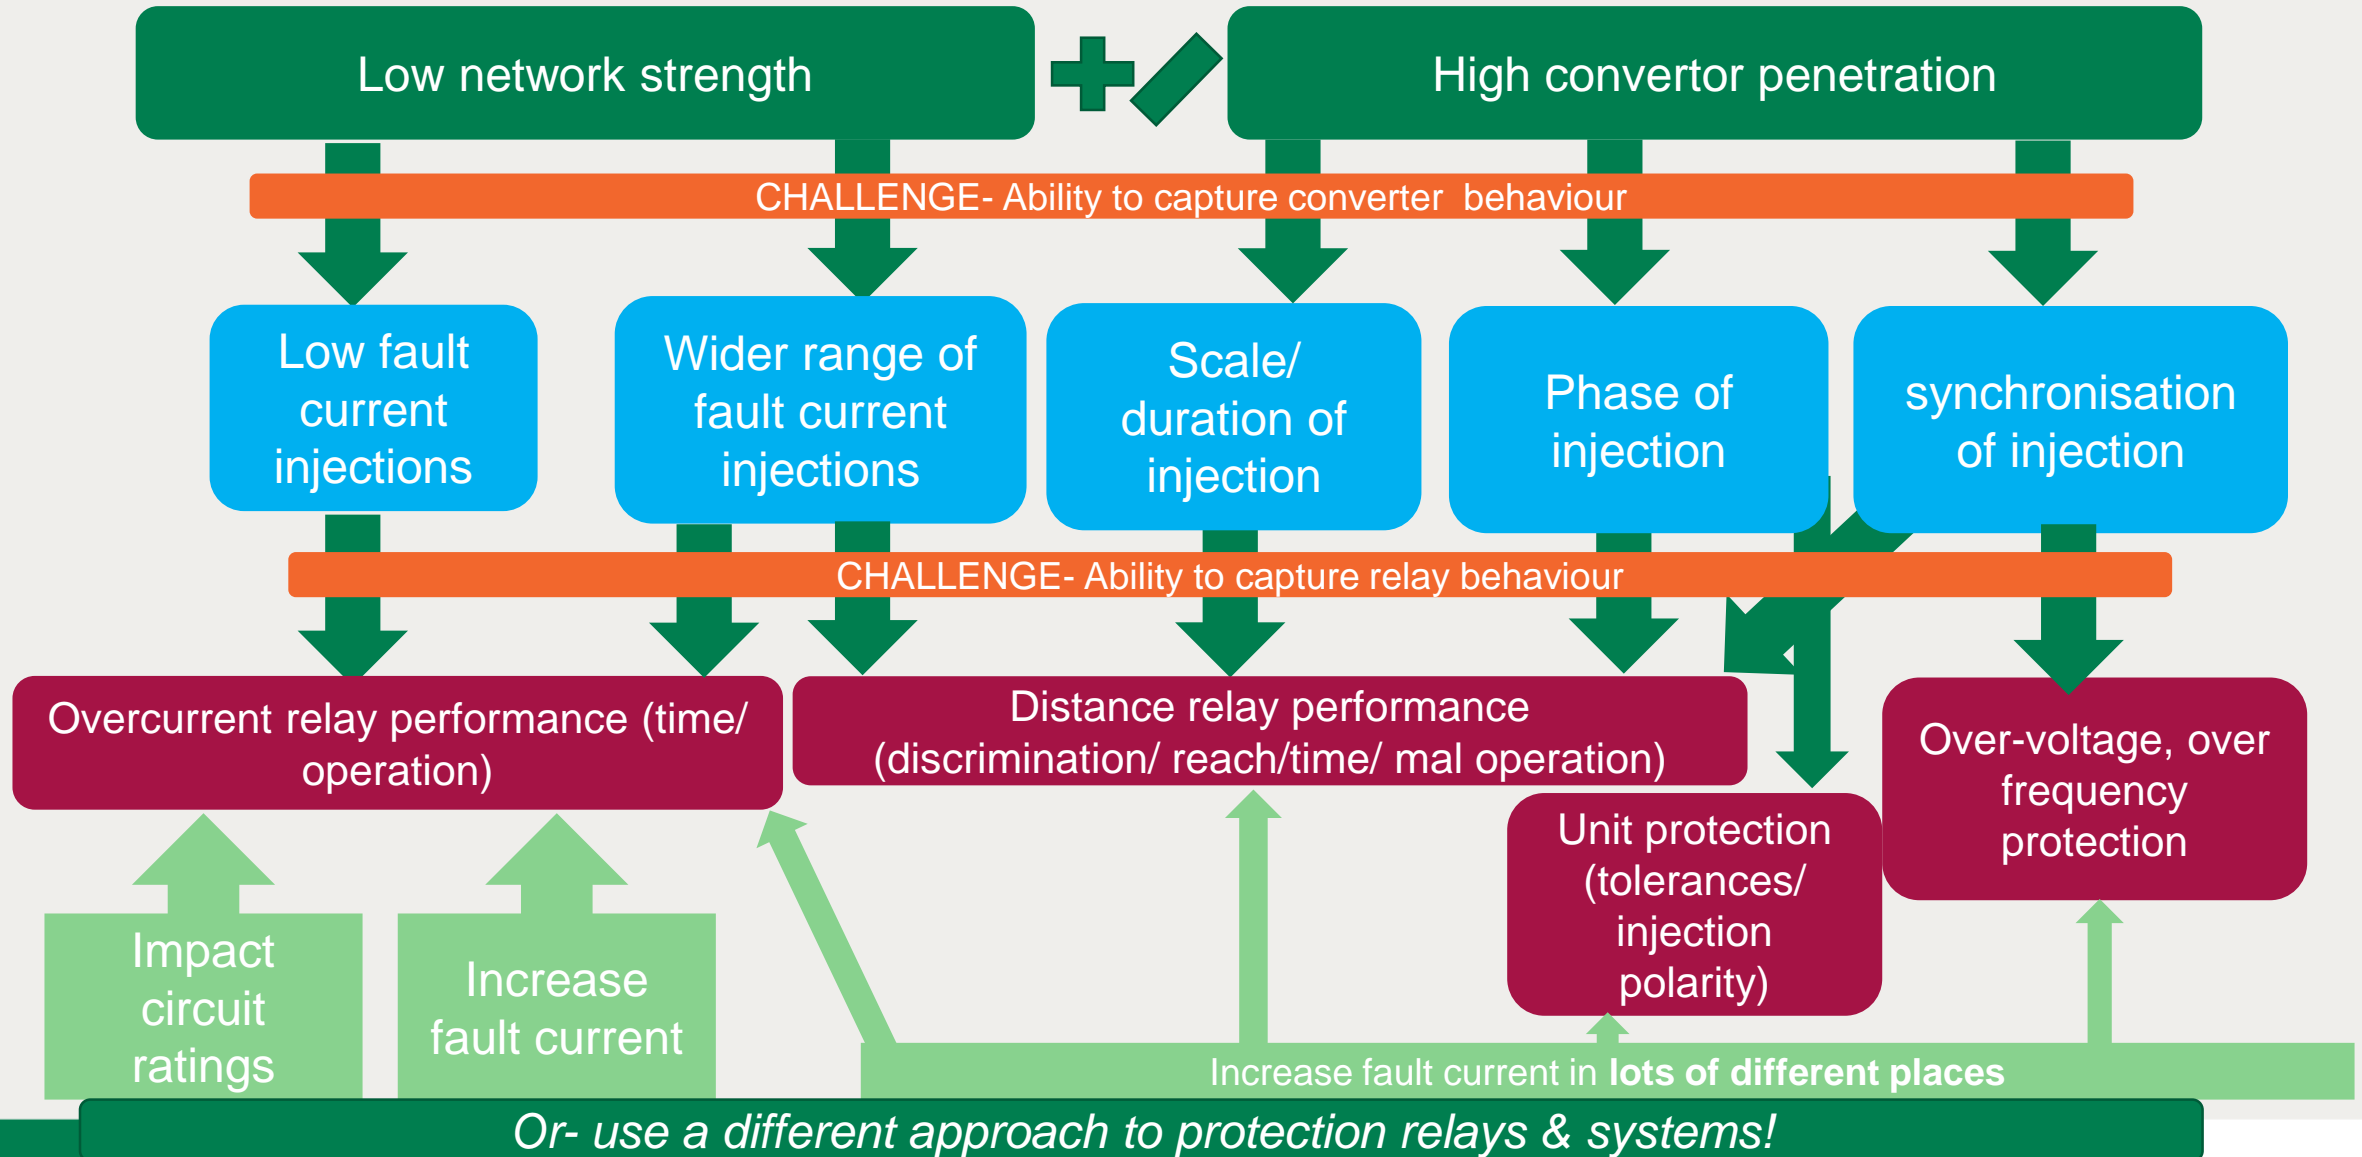 Low network strength
High convertor penetration
CHALLENGE- Ability to capture converter  behaviour
Low fault
current
injections
Wider range of
fault current
injections
Scale/
duration of
injection
Phase of
injection
synchronisation
of injection
CHALLENGE- Ability to capture relay behaviour
Overcurrent relay performance (time/
operation)
Distance relay performance
(discrimination/ reach/time/ mal operation)
Over-voltage, over
frequency
protection
Unit protection
(tolerances/
injection
polarity)
Impact
circuit
ratings
Increase
fault current
Increase fault current in lots of different places
Or- use a different approach to protection relays & systems!